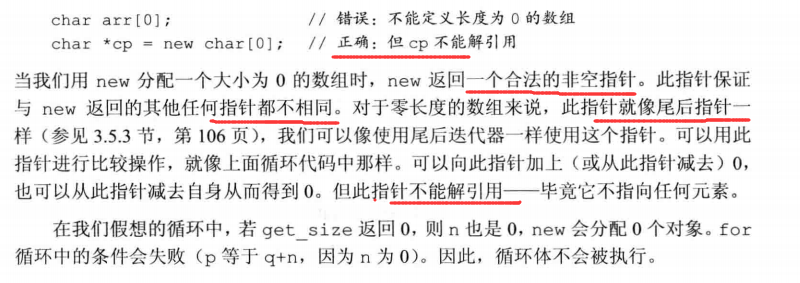 char arr[0];                // 错误：不能定义长度为 0 的数组
char *cp = new char[0];     // 正确：但 cp 不能解引用
当我们用 new 分配一个大小为 0 的数组时，new 返回一个合法的非空指针。此指针保证
与 new 返回的其他任何指针都不相同。对于零长度的数组来说，此指针就像尾后指针一
样（参见 3.5.3 节，第 106 页），我们可以像使用尾后迭代器一样使用这个指针。可以用此
指针进行比较操作，就像上面循环代码中那样。可以向此指针加上（或从此指针减去）0，
也可以从此指针减去自身从而得到 0。但此指针不能解引用——毕竟它不指向任何元素。
在我们假想的循环中，若 get_size 返回 0，则 n 也是 0，new 会分配 0 个对象。for
循环中的条件会失败（p 等于 q+n，因为 n 为 0）。因此，循环体不会被执行。